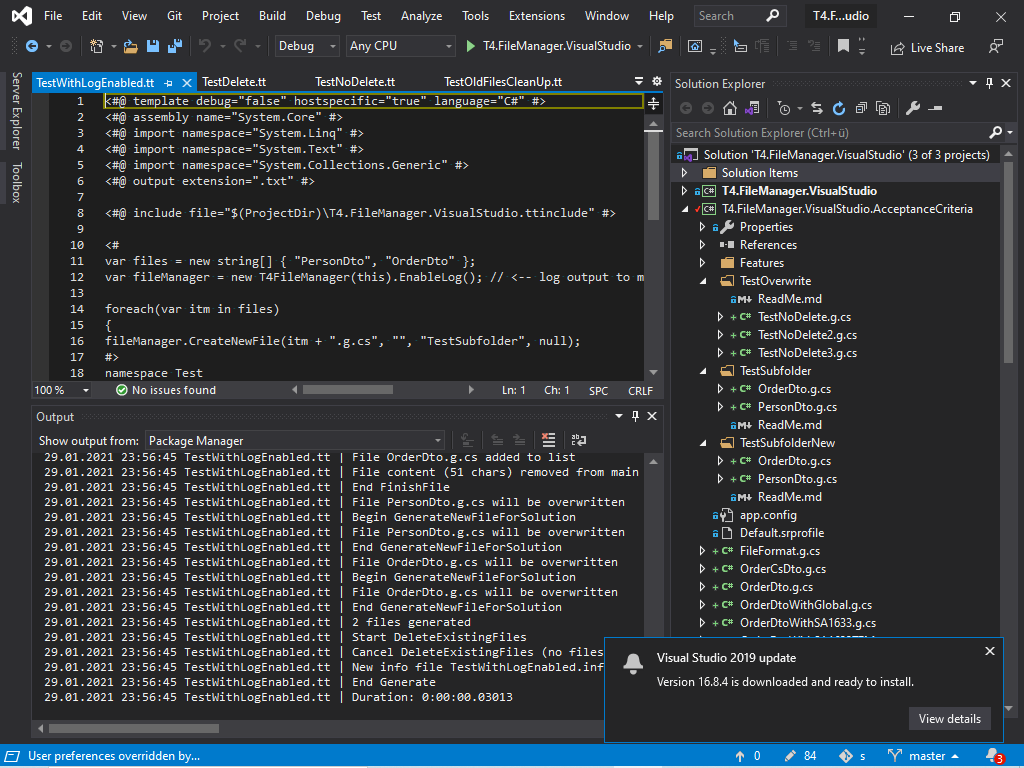 File Edit View Git Project Build Debug Test Analyze Tools Extensions Window Help Search T4.F...udio
Debug Any CPU T4.FileManager.VisualStudio Live Share
Server Explorer
Toolbox
TestWithLogEnabled.tt TestDelete.tt TestNoDelete.tt TestOldFilesCleanUp.tt
1 <#@ template debug="false" hostspecific="true" language="C#" #>
2 <#@ assembly name="System.Core" #>
3 <#@ import namespace="System.Linq" #>
4 <#@ import namespace="System.Text" #>
5 <#@ import namespace="System.Collections.Generic" #>
6 <#@ output extension=".txt" #>
7
8 <#@ include file="$(ProjectDir)\T4.FileManager.VisualStudio.ttinclude" #>
9
10 <#
11 var files = new string[] { "PersonDto", "OrderDto" };
12 var fileManager = new T4FileManager(this).EnableLog(); // <-- log output to m
13
14 foreach(var itm in files)
15 {
16 fileManager.CreateNewFile(itm + ".g.cs", "", "TestSubfolder", null);
17 #>
18 namespace Test
100 % No issues found Ln: 1 Ch: 1 SPC CRLF
Output
Show output from: Package Manager
29.01.2021 23:56:45 TestWithLogEnabled.tt | File OrderDto.g.cs added to list
29.01.2021 23:56:45 TestWithLogEnabled.tt | File content (51 chars) removed from main
29.01.2021 23:56:45 TestWithLogEnabled.tt | End FinishFile
29.01.2021 23:56:45 TestWithLogEnabled.tt | File PersonDto.g.cs will be overwritten
29.01.2021 23:56:45 TestWithLogEnabled.tt | Begin GenerateNewFileForSolution
29.01.2021 23:56:45 TestWithLogEnabled.tt | File PersonDto.g.cs will be overwritten
29.01.2021 23:56:45 TestWithLogEnabled.tt | End GenerateNewFileForSolution
29.01.2021 23:56:45 TestWithLogEnabled.tt | File OrderDto.g.cs will be overwritten
29.01.2021 23:56:45 TestWithLogEnabled.tt | Begin GenerateNewFileForSolution
29.01.2021 23:56:45 TestWithLogEnabled.tt | File OrderDto.g.cs will be overwritten
29.01.2021 23:56:45 TestWithLogEnabled.tt | End GenerateNewFileForSolution
29.01.2021 23:56:45 TestWithLogEnabled.tt | 2 files generated
29.01.2021 23:56:45 TestWithLogEnabled.tt | Start DeleteExistingFiles
29.01.2021 23:56:45 TestWithLogEnabled.tt | Cancel DeleteExistingFiles (no files
29.01.2021 23:56:45 TestWithLogEnabled.tt | New info file TestWithLogEnabled.inf
29.01.2021 23:56:45 TestWithLogEnabled.tt | End Generate
29.01.2021 23:56:45 TestWithLogEnabled.tt | Duration: 0:00:00.03013
Solution Explorer
Search Solution Explorer (Ctrl+ü)
Solution 'T4.FileManager.VisualStudio' (3 of 3 projects)
Solution Items
C# T4.FileManager.VisualStudio
C# T4.FileManager.VisualStudio.AcceptanceCriteria
Properties
References
Features
TestOverwrite
M↓ ReadMe.md
C# TestNoDelete.g.cs
C# TestNoDelete2.g.cs
C# TestNoDelete3.g.cs
TestSubfolder
C# OrderDto.g.cs
C# PersonDto.g.cs
M↓ ReadMe.md
TestSubfolderNew
C# OrderDto.g.cs
C# PersonDto.g.cs
M↓ ReadMe.md
app.config
Default.srprofile
C# FileFormat.g.cs
C# OrderCsDto.g.cs
C# OrderDto.g.cs
C# OrderDtoWithGlobal.g.cs
C# OrderDtoWithSA1633.g.cs
Visual Studio 2019 update
Version 16.8.4 is downloaded and ready to install.
View details
User preferences overridden by... 0 84 s master 3